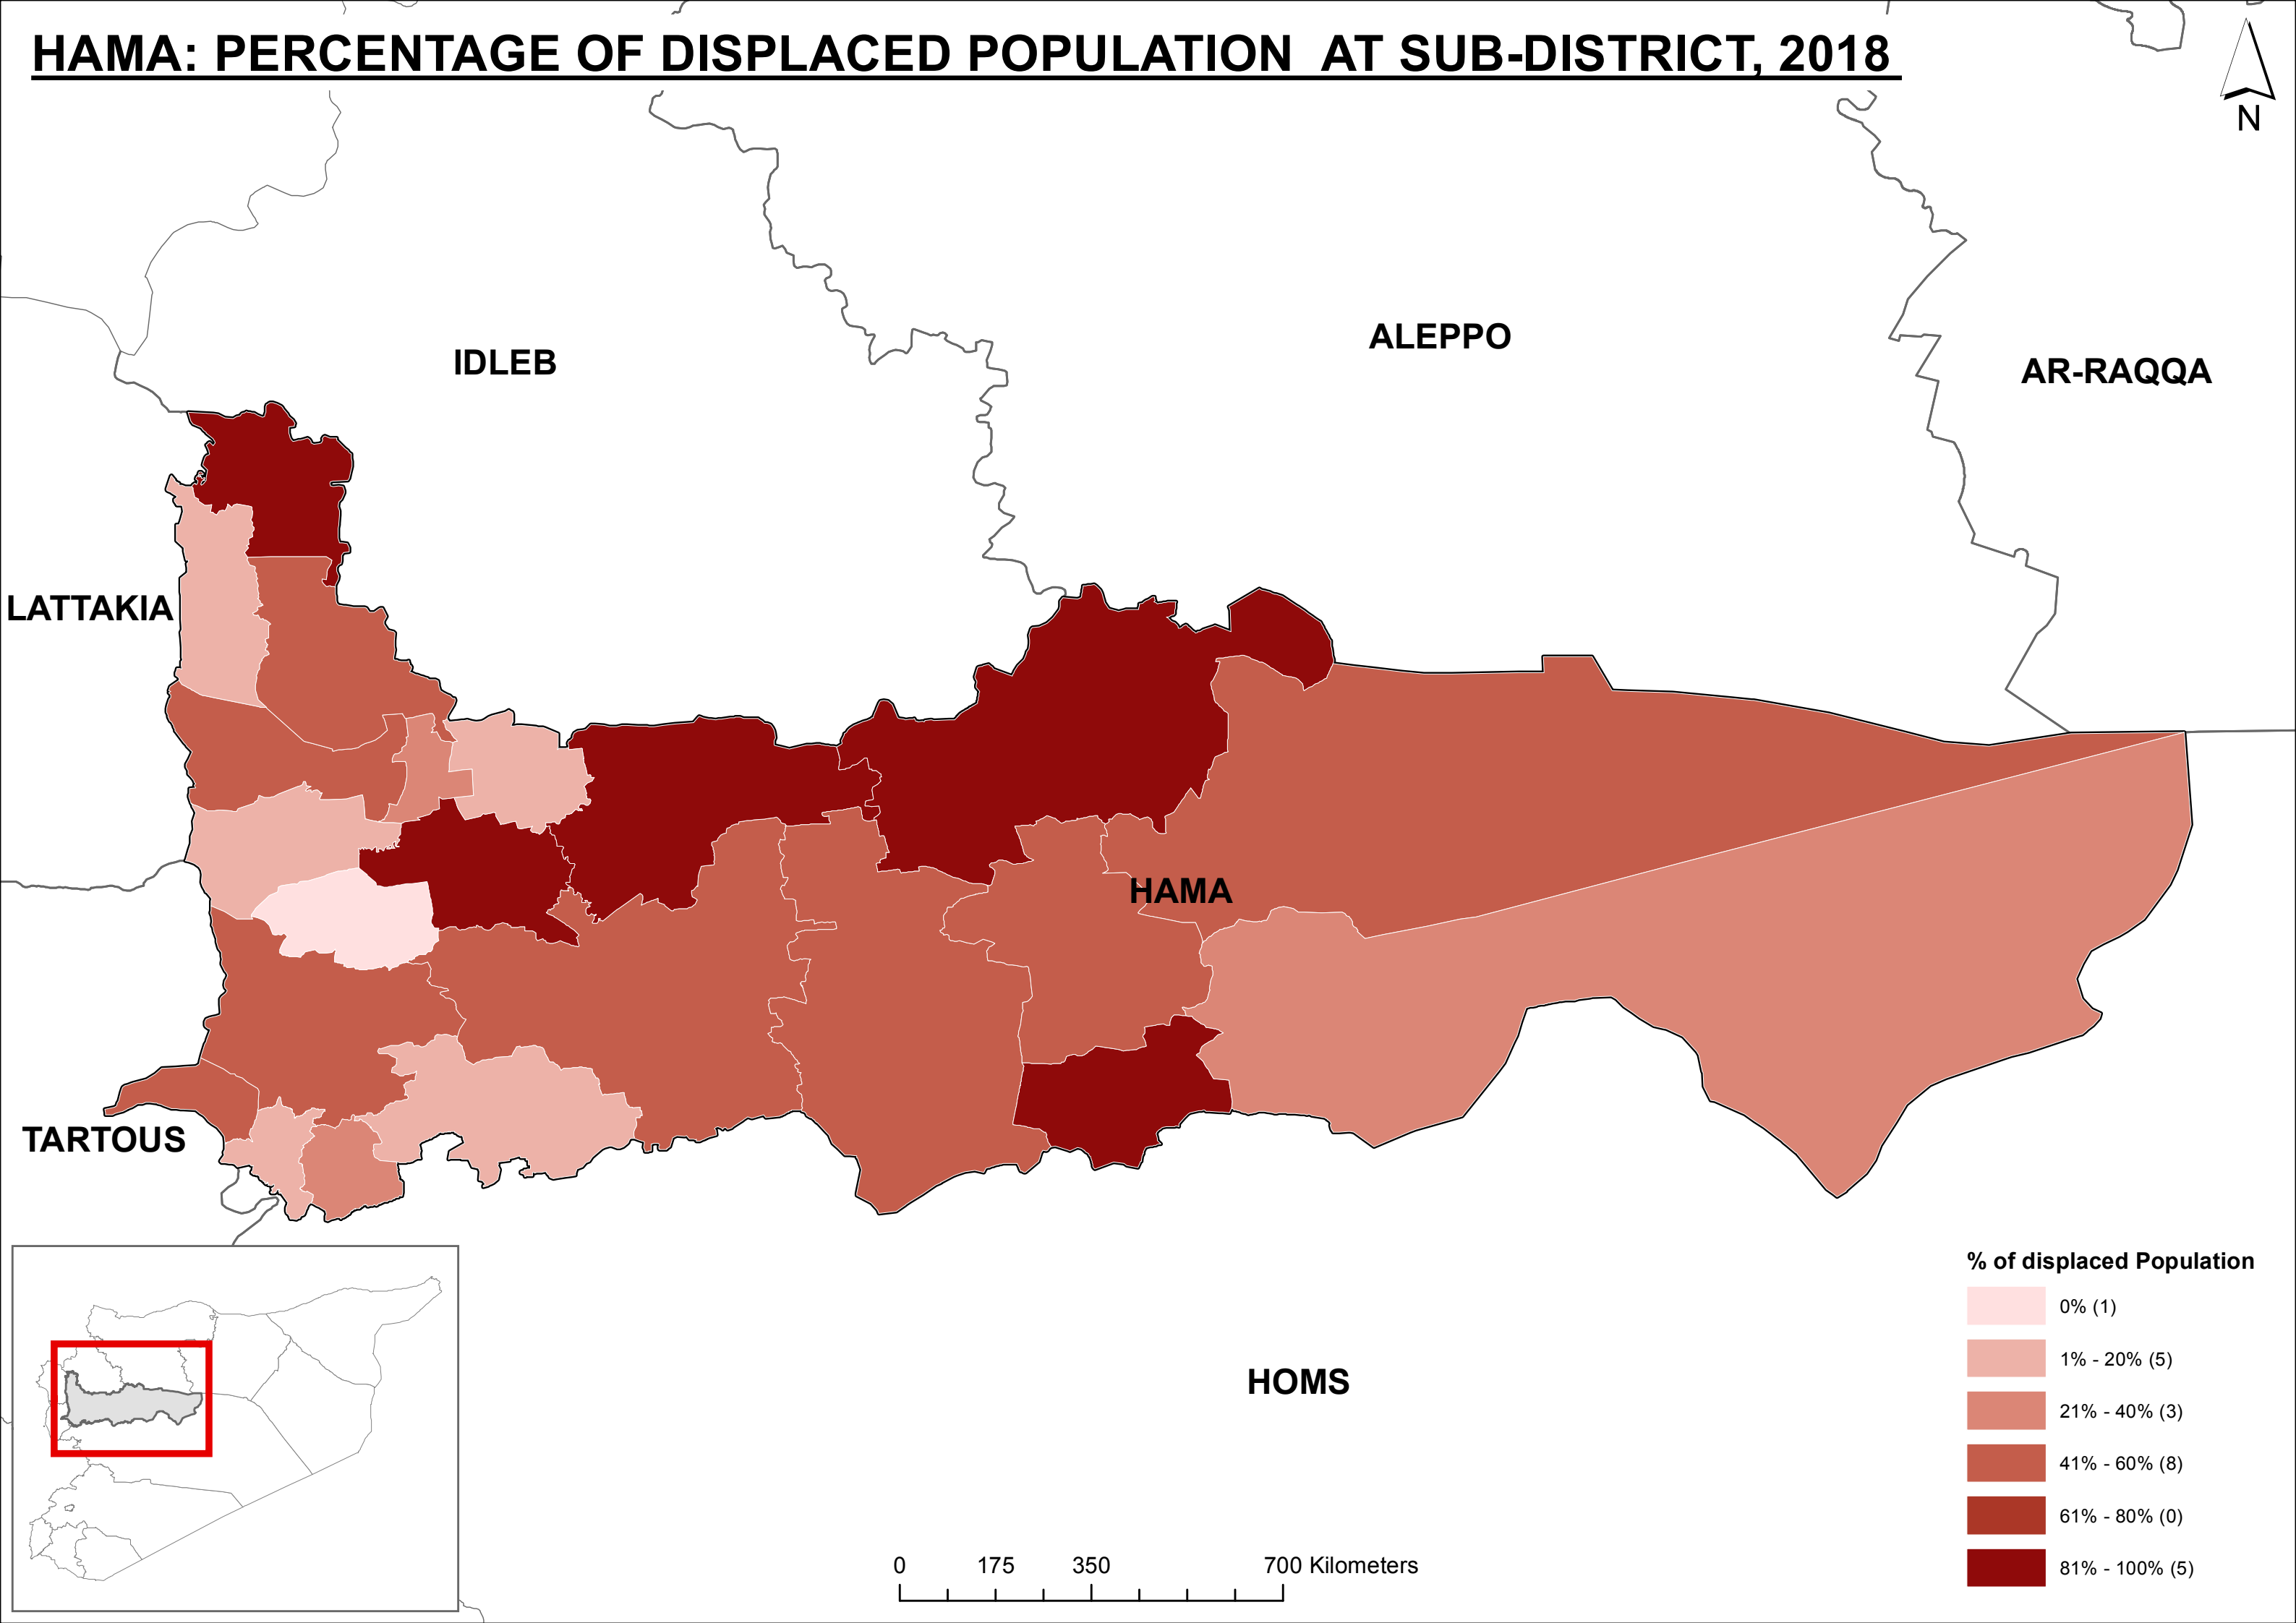 HAMA: PERCENTAGE OF DISPLACED POPULATION  AT SUB-DISTRICT, 2018
N
ALEPPO
IDLEB
AR-RAQQA
LATTAKIA
HAMA
TARTOUS
HOMS
% of displaced Population
0% (1)
1% - 20% (5)
21% - 40% (3)
41% - 60% (8)
61% - 80% (0)
81% - 100% (5)
0 175 350 700 Kilometers